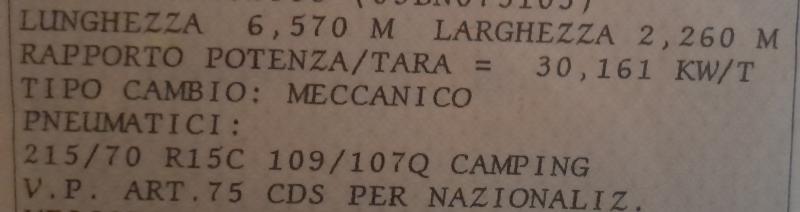 LUNGHEZZA 6,570 M LARGHEZZA 2,260 M
RAPPORTO POTENZA/TARA = 30,161 KW/T
TIPO CAMBIO: MECCANICO
PNEUMATICI:
215/70 R15C 109/107Q CAMPING
V.P. ART.75 CDS PER NAZIONALIZ.